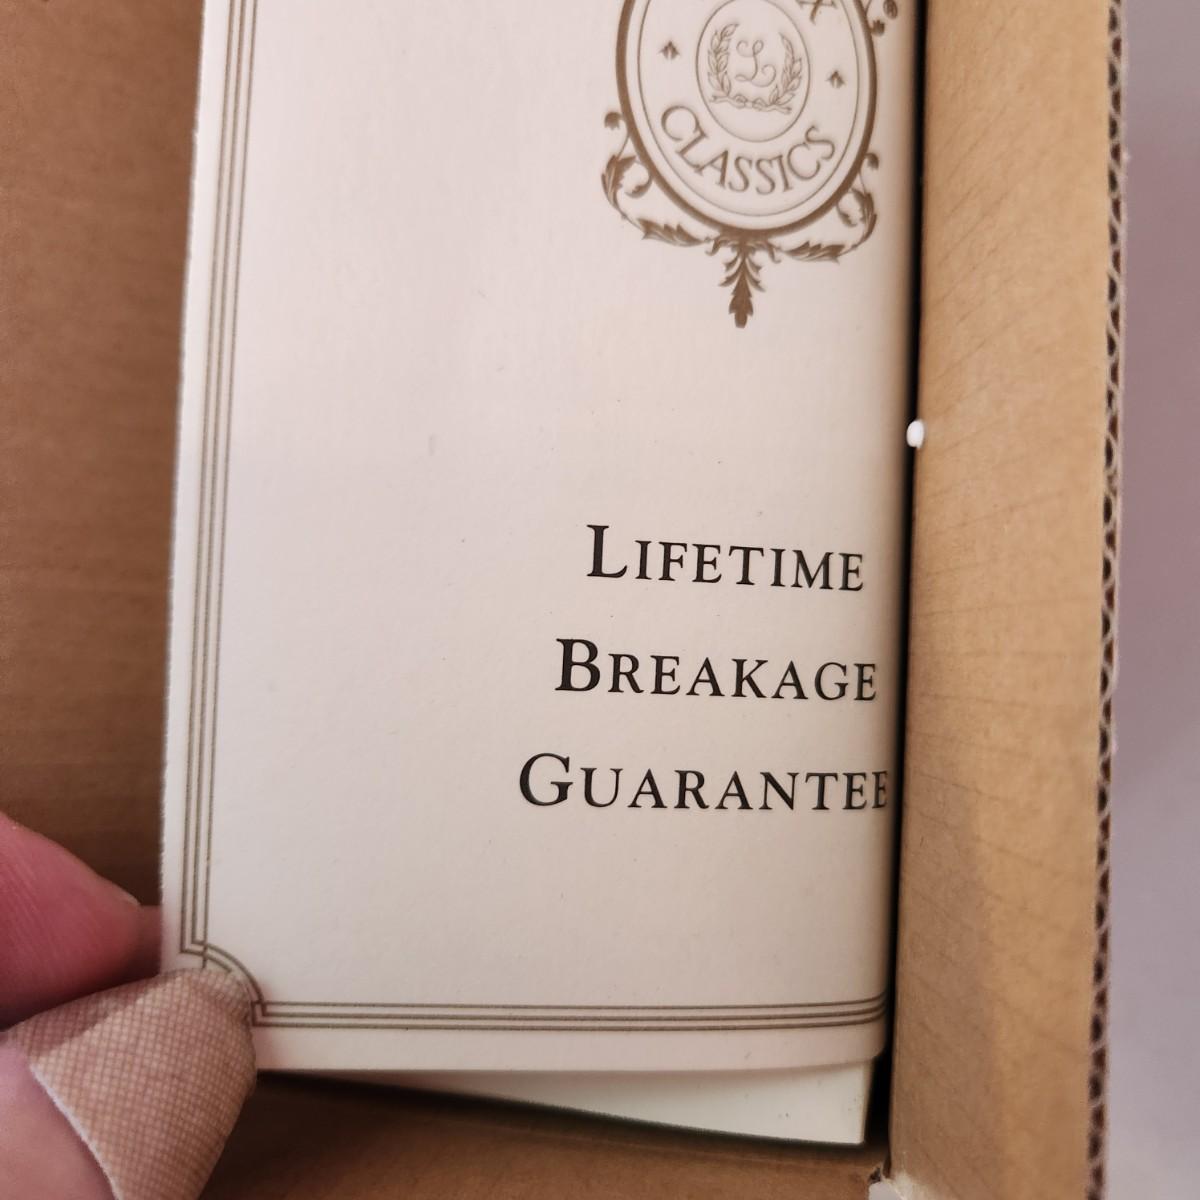 X
®
L
CLASSICS
LIFETIME
BREAKAGE
GUARANTEE